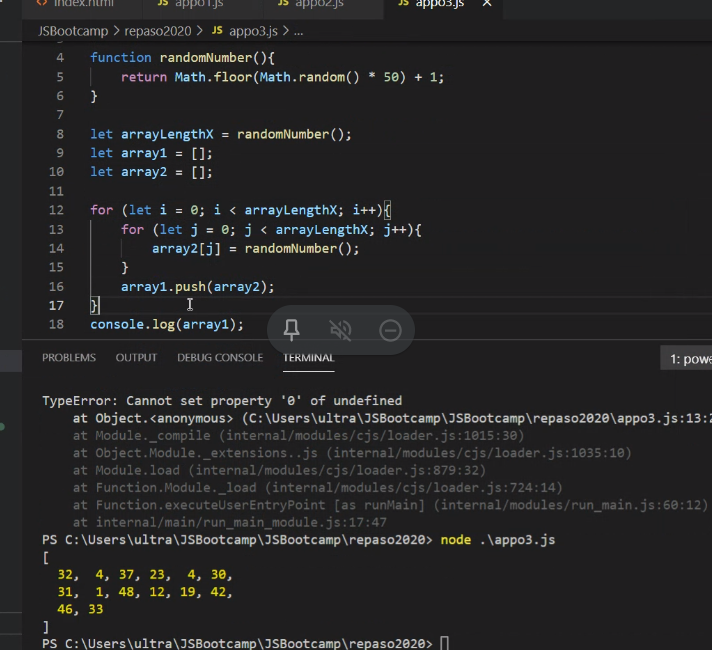 index.html JS appo1.js JS appo2.js JS appo3.js
JSBootcamp > repaso2020 > JS appo3.js > ...
4 function randomNumber(){
5 return Math.floor(Math.random() * 50) + 1;
6 }
7
8 let arrayLengthX = randomNumber();
9 let array1 = [];
10 let array2 = [];
11
12 for (let i = 0; i < arrayLengthX; i++){
13 for (let j = 0; j < arrayLengthX; j++){
14 array2[j] = randomNumber();
15 }
16 array1.push(array2);
17 }
18 console.log(array1);
PROBLEMS OUTPUT DEBUG CONSOLE TERMINAL 1: powe
TypeError: Cannot set property '0' of undefined
at Object.<anonymous> (C:\Users\ultra\JSBootcamp\JSBootcamp\repaso2020\appo3.js:13:2
at Module._compile (internal/modules/cjs/loader.js:1015:30)
at Object.Module._extensions..js (internal/modules/cjs/loader.js:1035:10)
at Module.load (internal/modules/cjs/loader.js:879:32)
at Function.Module._load (internal/modules/cjs/loader.js:724:14)
at Function.executeUserEntryPoint [as runMain] (internal/modules/run_main.js:60:12)
at internal/main/run_main_module.js:17:47
PS C:\Users\ultra\JSBootcamp\JSBootcamp\repaso2020> node .\appo3.js
[
32, 4, 37, 23, 4, 30,
31, 1, 48, 12, 19, 42,
46, 33
]
PS C:\Users\ultra\JSBootcamp\JSBootcamp\repaso2020>